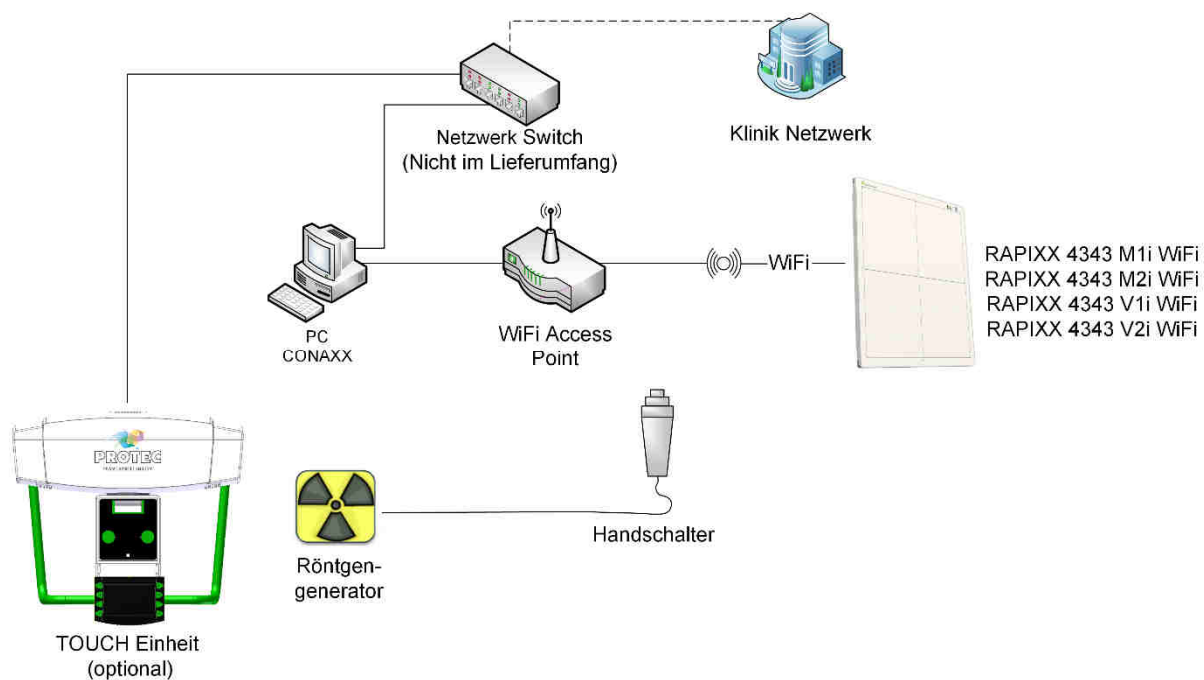 Netzwerk Switch
(Nicht im Lieferumfang)
Klinik Netzwerk
PC
CONAXX
WiFi Access
Point
WiFi
RAPIXX 4343 M1i WiFi
RAPIXX 4343 M2i WiFi
RAPIXX 4343 V1i WiFi
RAPIXX 4343 V2i WiFi
PROTEC
TOUCH Einheit
(optional)
Röntgen-
generator
Handschalter